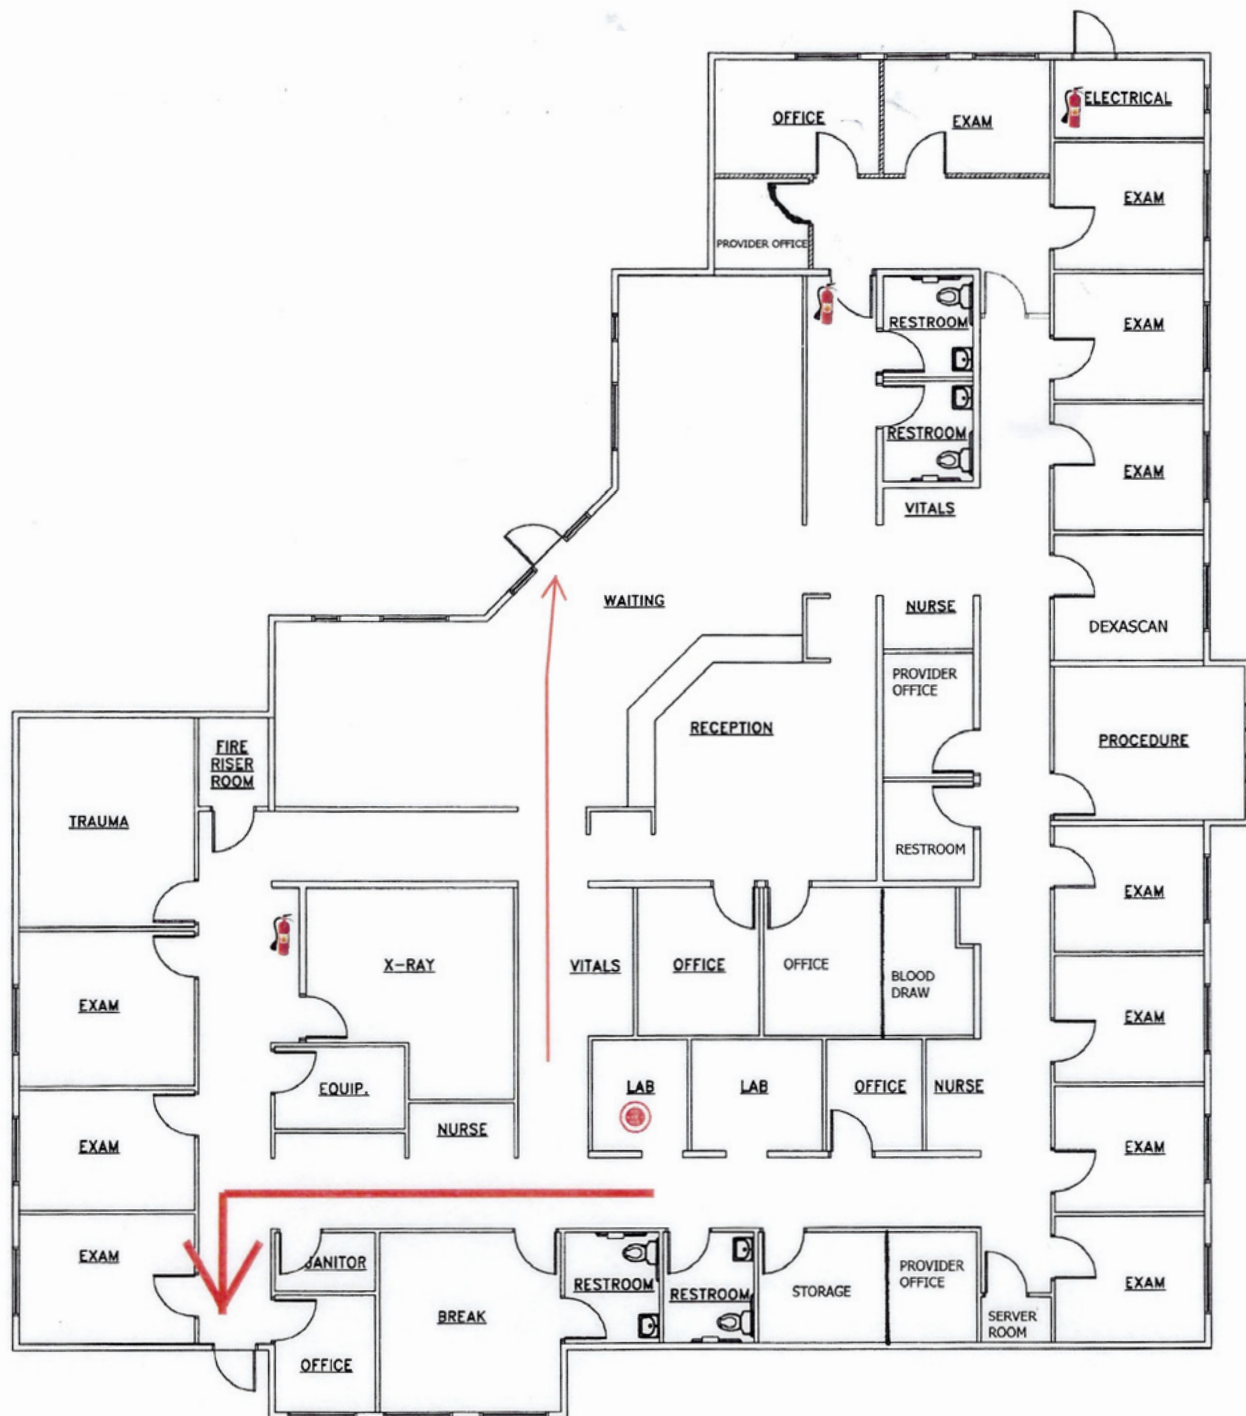 OFFICE
EXAM
ELECTRICAL
EXAM
PROVIDER OFFICE
RESTROOM
EXAM
RESTROOM
EXAM
VITALS
WAITING
NURSE
DEXASCAN
PROVIDER
OFFICE
RECEPTION
PROCEDURE
FIRE
RISER
ROOM
TRAUMA
RESTROOM
EXAM
X-RAY
VITALS
OFFICE
OFFICE
BLOOD
DRAW
EXAM
EXAM
EQUIP.
LAB
LAB
OFFICE
NURSE
NURSE
EXAM
EXAM
EXAM
JANITOR
RESTROOM
RESTROOM
STORAGE
PROVIDER
OFFICE
EXAM
BREAK
SERVER
ROOM
OFFICE